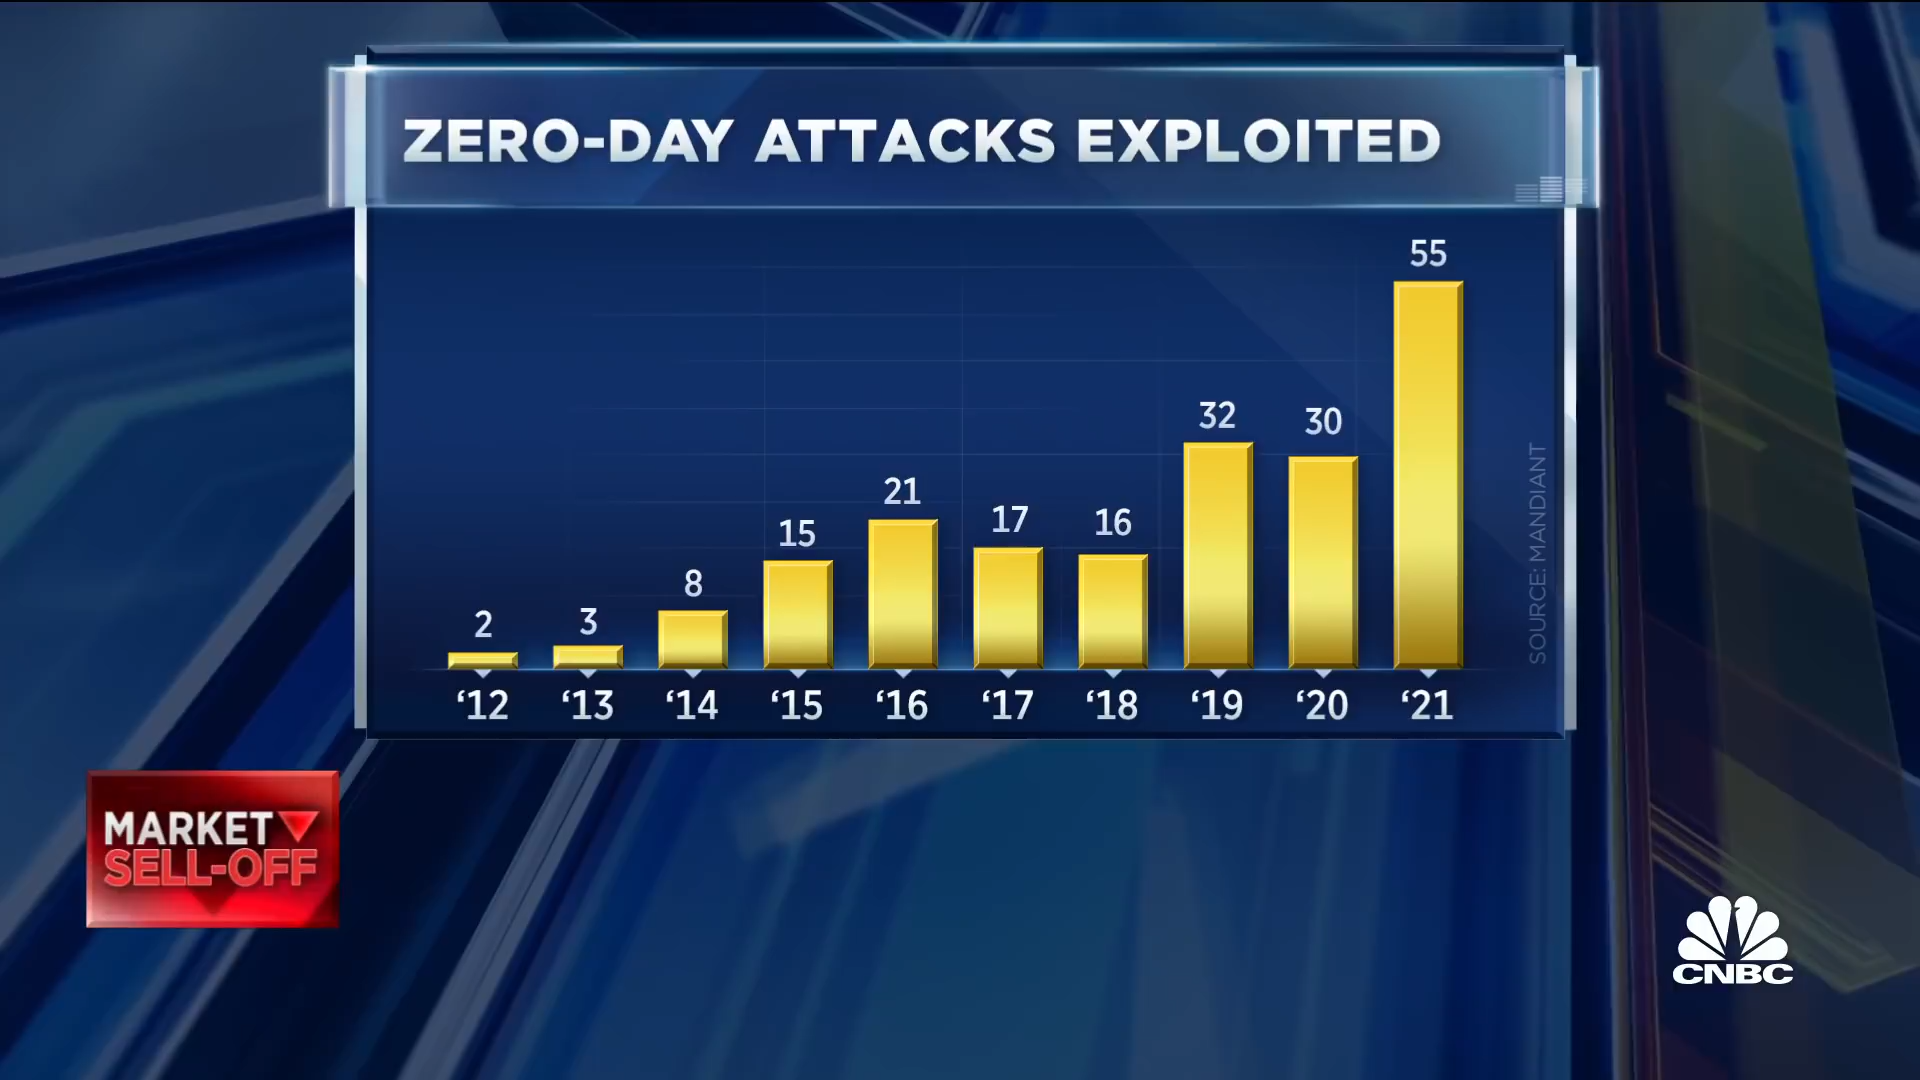 ZERO-DAY ATTACKS EXPLOITED
55
32
30
21
17
16
15
8
3
2
‘12 ‘13 ‘14 ‘15 ‘16 ‘17 ‘18 ‘19 ‘20 ‘21
SOURCE: MANDIANT
MARKET
SELL-OFF
CNBC